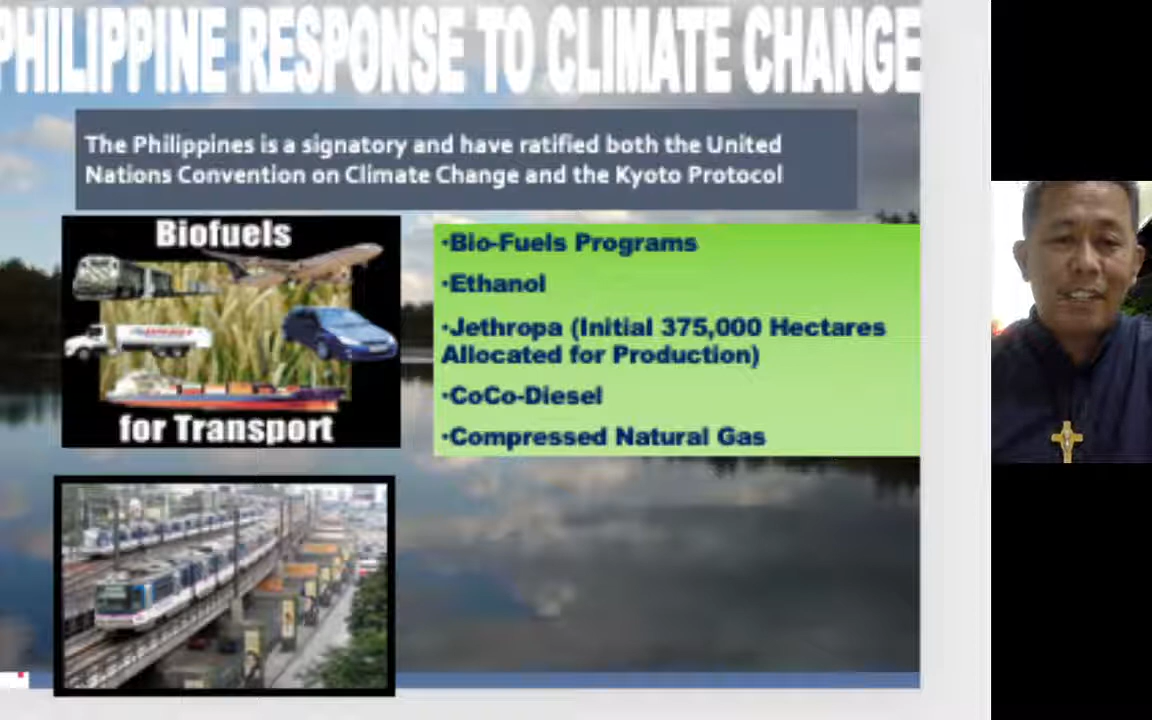 PHILIPPINE RESPONSE TO CLIMATE CHANGE
The Philippines is a signatory and have ratified both the United
Nations Convention on Climate Change and the Kyoto Protocol
Biofuels
for Transport
•Bio-Fuels Programs
•Ethanol
•Jethropa (Initial 375,000 Hectares
Allocated for Production)
•CoCo-Diesel
•Compressed Natural Gas